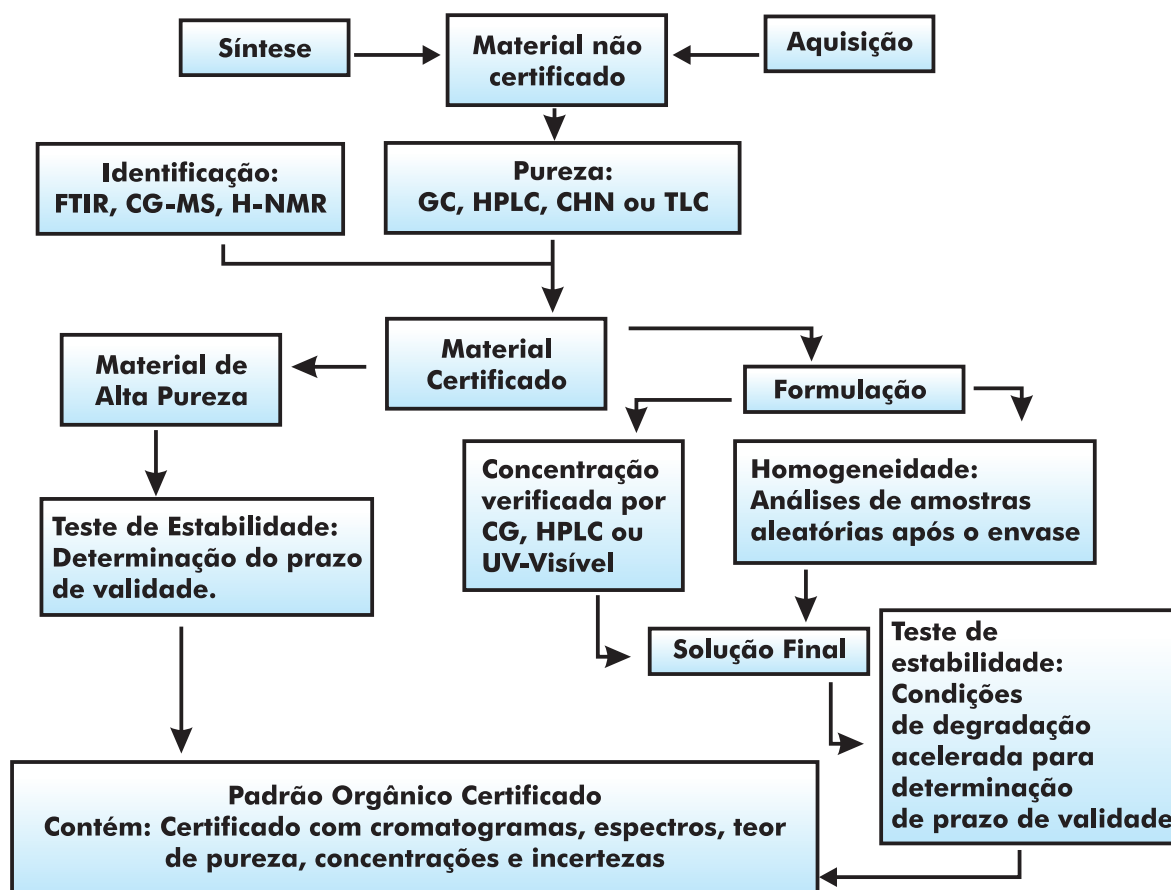 Síntese
Material não
certificado
Aquisição
Identificação:
FTIR, CG-MS, H-NMR
Pureza:
GC, HPLC, CHN ou TLC
Material de
Alta Pureza
Material
Certificado
Formulação
Teste de Estabilidade:
Determinação do prazo
de validade.
Concentração
verificada por
CG, HPLC ou
UV-Visível
Homogeneidade:
Análises de amostras
aleatórias após o envase
Solução Final
Teste de
estabilidade:
Condições
de degradação
acelerada para
determinação
de prazo de validade
Padrão Orgânico Certificado
Contém: Certificado com cromatogramas, espectros, teor
de pureza, concentrações e incertezas